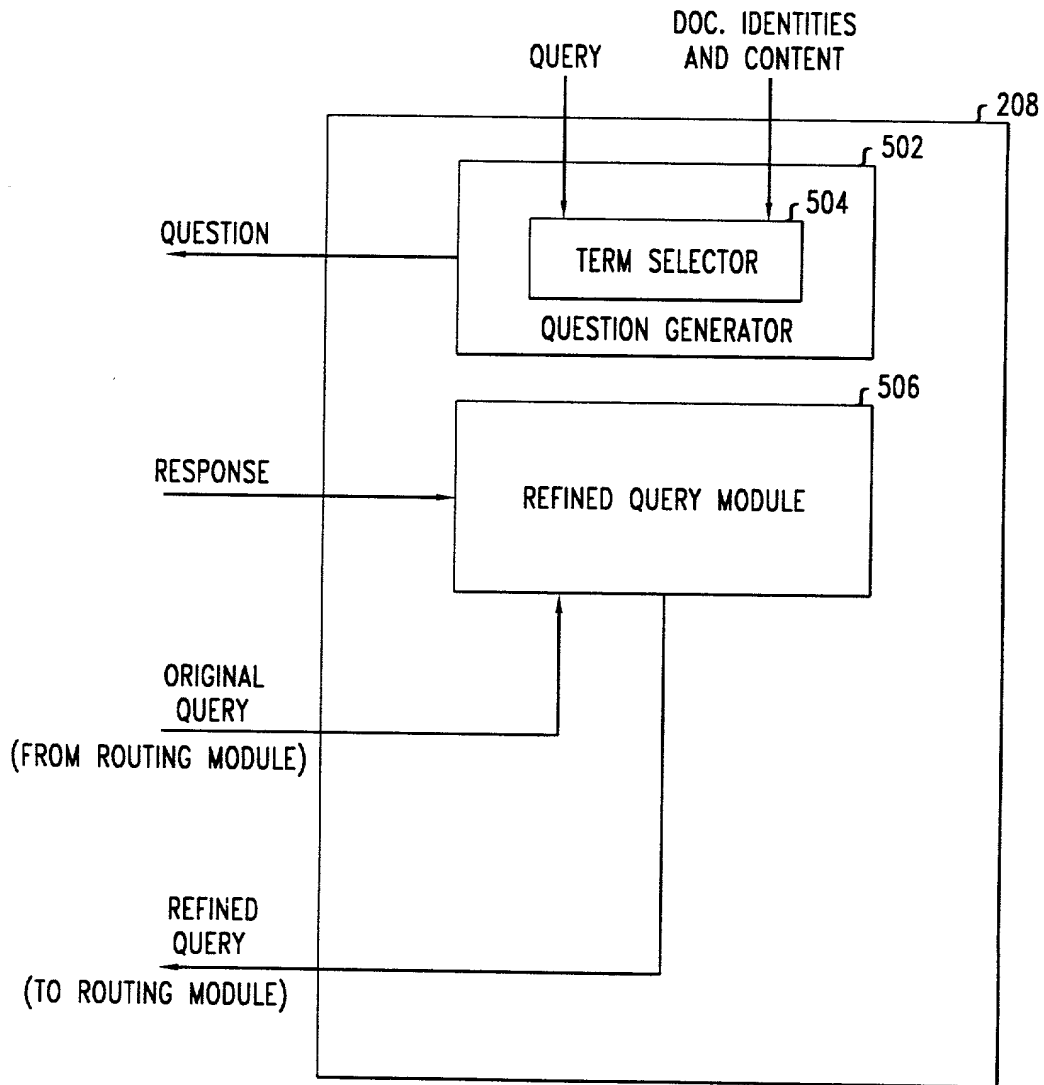 DOC. IDENTITIES
AND CONTENT
QUERY
208
502
504
QUESTION
TERM SELECTOR
QUESTION GENERATOR
506
RESPONSE
REFINED QUERY MODULE
ORIGINAL
QUERY
(FROM ROUTING MODULE)
REFINED
QUERY
(TO ROUTING MODULE)